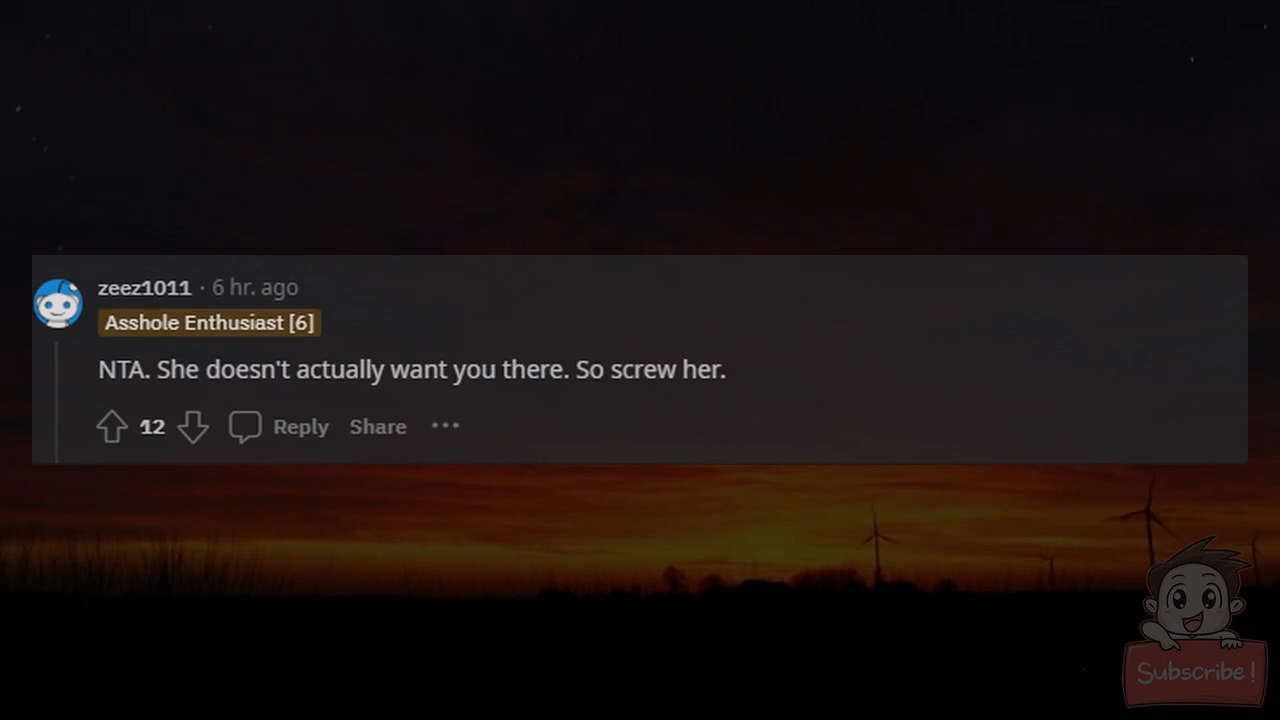 zeez1011 · 6 hr. ago
Asshole Enthusiast [6]
NTA. She doesn't actually want you there. So screw her.
12 Reply Share ···
Subscribe!